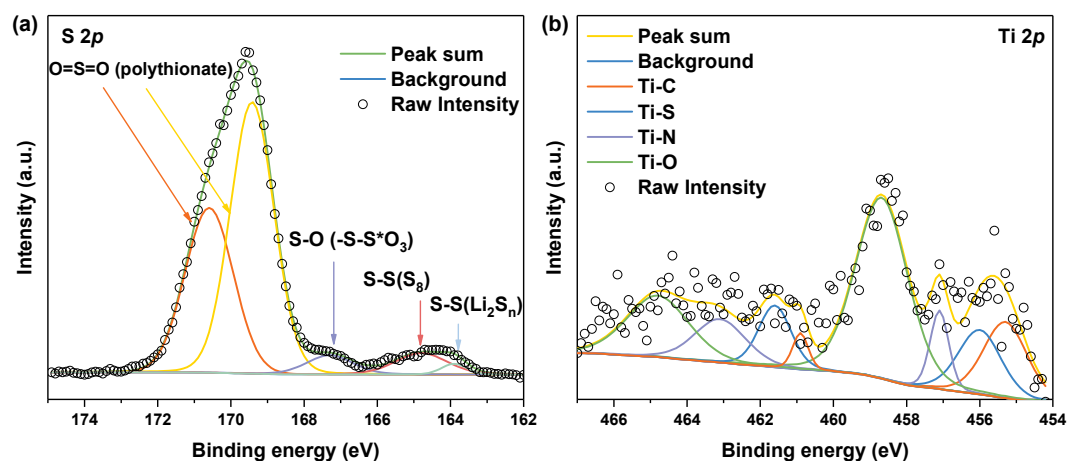 (a)
S 2p
O=S=O (polythionate)
Peak sum
Background
Raw Intensity
S-O (-S-S*O₃)
S-S(S₈)
S-S(Li₂Sₙ)
Intensity (a.u.)
174 172 170 168 166 164 162
Binding energy (eV)
(b)
Ti 2p
Peak sum
Background
Ti-C
Ti-S
Ti-N
Ti-O
Raw Intensity
Intensity (a.u.)
466 464 462 460 458 456 454
Binding energy (eV)